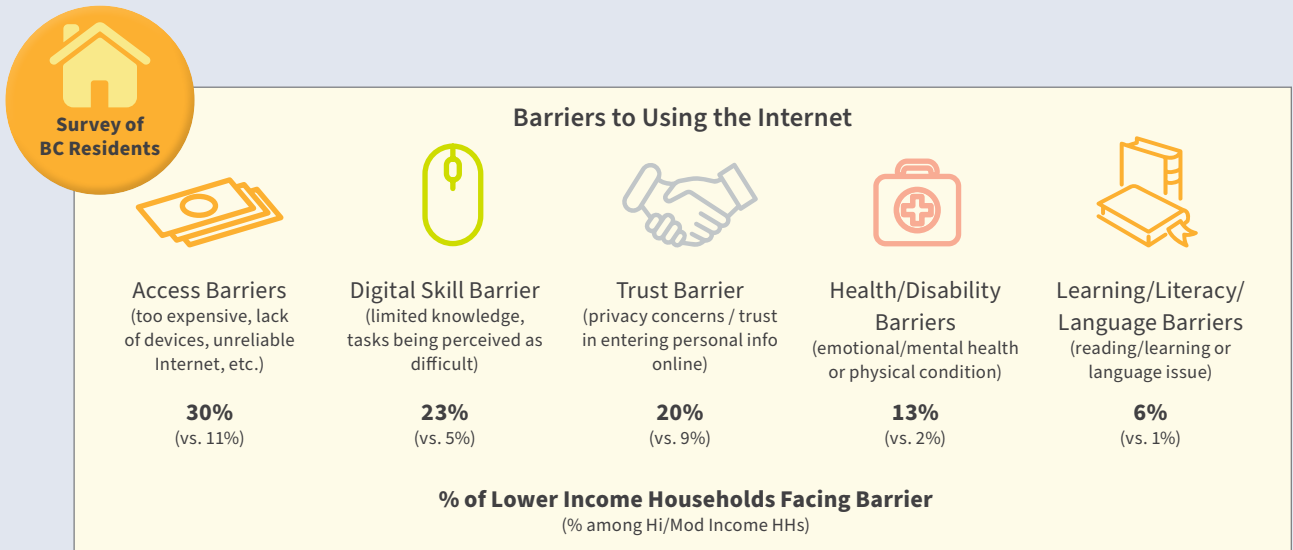 Survey of
BC Residents
Barriers to Using the Internet
Access Barriers
(too expensive, lack
of devices, unreliable
Internet, etc.)
30%
(vs. 11%)
Digital Skill Barrier
(limited knowledge,
tasks being perceived as
difficult)
23%
(vs. 5%)
Trust Barrier
(privacy concerns / trust
in entering personal info
online)
20%
(vs. 9%)
Health/Disability
Barriers
(emotional/mental health
or physical condition)
13%
(vs. 2%)
Learning/Literacy/
Language Barriers
(reading/learning or
language issue)
6%
(vs. 1%)
% of Lower Income Households Facing Barrier
(% among Hi/Mod Income HHs)